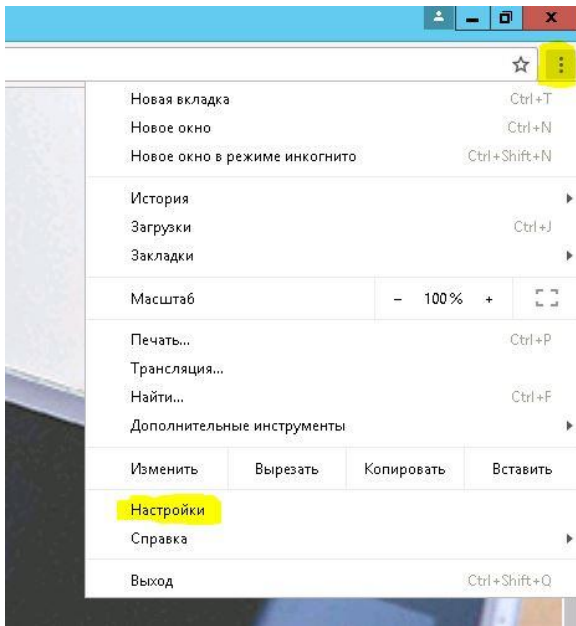 Новая вкладка Ctrl+T
Новое окно Ctrl+N
Новое окно в режиме инкогнито Ctrl+Shift+N
История
Загрузки Ctrl+J
Закладки
Масштаб – 100% +
Печать... Ctrl+P
Трансляция...
Найти... Ctrl+F
Дополнительные инструменты
Изменить Вырезать Копировать Вставить
Настройки
Справка
Выход Ctrl+Shift+Q